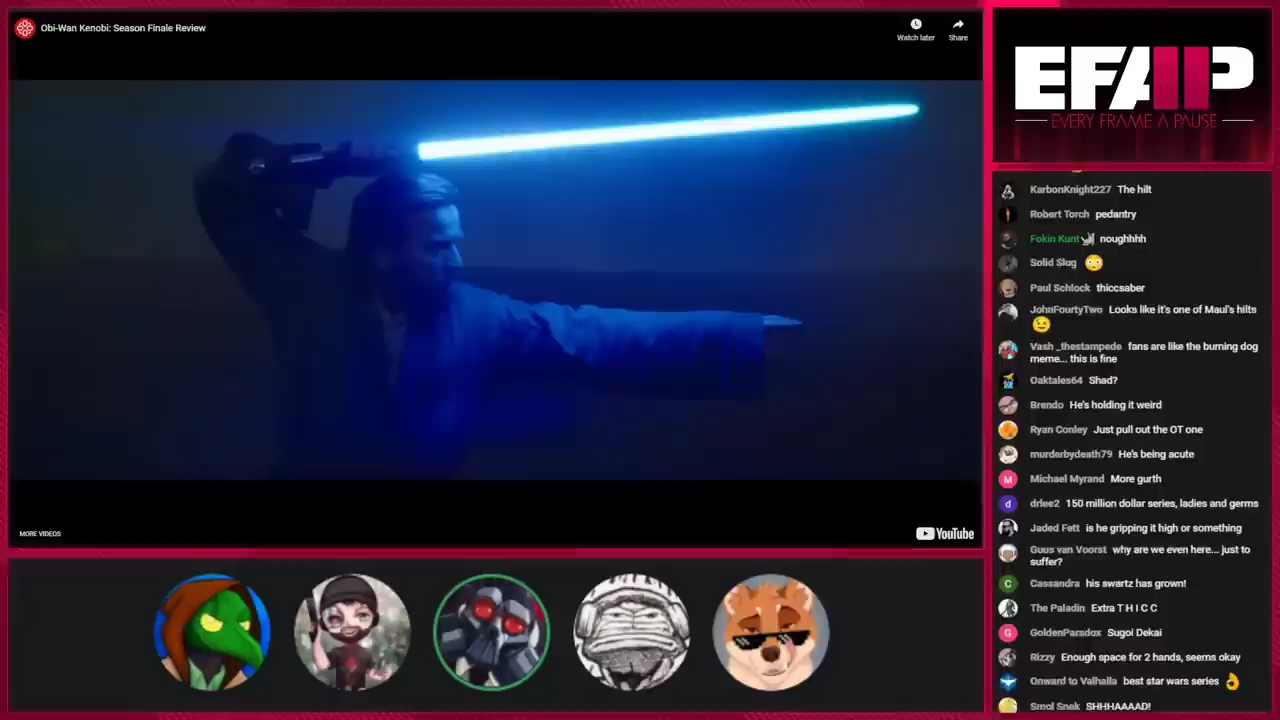 Obi-Wan Kenobi: Season Finale Review
Watch later
Share
MORE VIDEOS
YouTube
EFAP
EVERY FRAME A PAUSE
KarbonKnight227 The hilt
Robert Torch pedantry
Fokin Kunt noughhhh
Solid Slug 😳
Paul Schlock thiccsaber
JohnFourtyTwo Looks like it's one of Maul's hilts
😉
Vash _thestampede fans are like the burning dog
meme... this is fine
Oaktales64 Shad?
Brendo He's holding it weird
Ryan Conley Just pull out the OT one
murderbydeath79 He's being acute
M
Michael Myrand More gurth
d
drlee2 150 million dollar series, ladies and germs
Jaded Fett is he gripping it high or something
Guus van Voorst why are we even here... just to
suffer?
C
Cassandra his swartz has grown!
The Paladin Extra T H I C C
G
GoldenParadox Sugoi Dekai
Rizzy Enough space for 2 hands, seems okay
Onward to Valhalla best star wars series 👌
Smol Snek SHHHAAAAD!